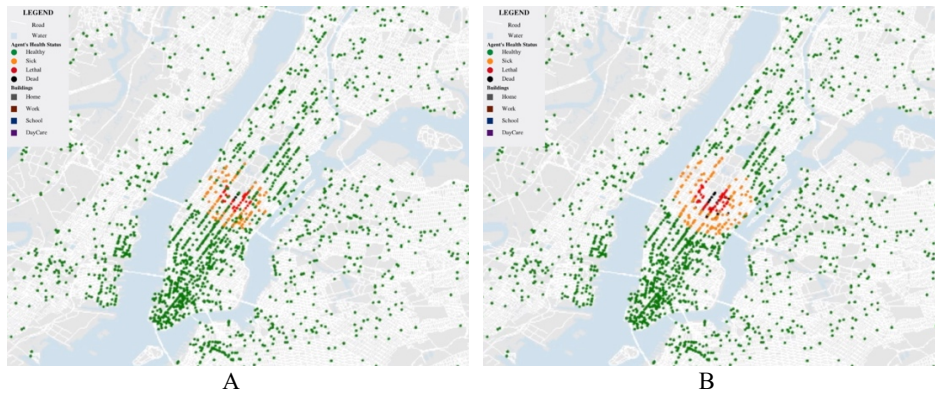 LEGEND
Road
Water
Agent's Health Status
Healthy
Sick
Lethal
Dead
Buildings
Home
Work
School
DayCare
LEGEND
Road
Water
Agent's Health Status
Healthy
Sick
Lethal
Dead
Buildings
Home
Work
School
DayCare
A
B